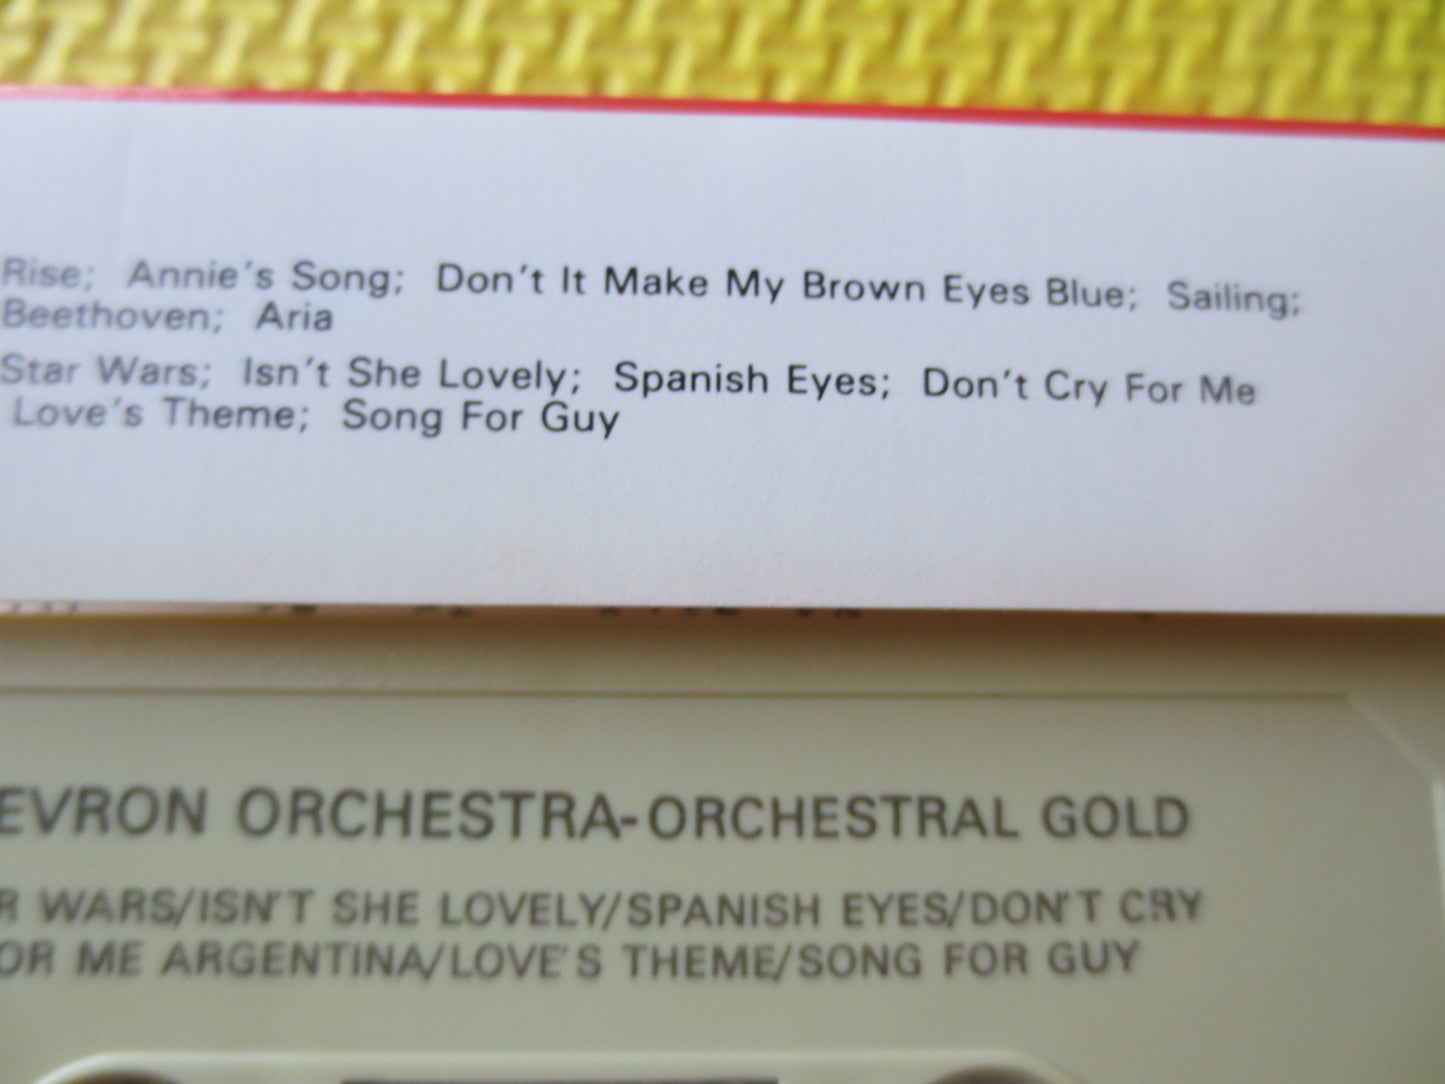 Rise; Annie's Song; Don't It Make My Brown Eyes Blue; Sailing;
Beethoven; Aria
Star Wars; Isn't She Lovely; Spanish Eyes; Don't Cry For Me
Love's Theme; Song For Guy
EVRON ORCHESTRA-ORCHESTRAL GOLD
R WARS/ISN'T SHE LOVELY/SPANISH EYES/DON'T CRY
OR ME ARGENTINA/LOVE'S THEME/SONG FOR GUY